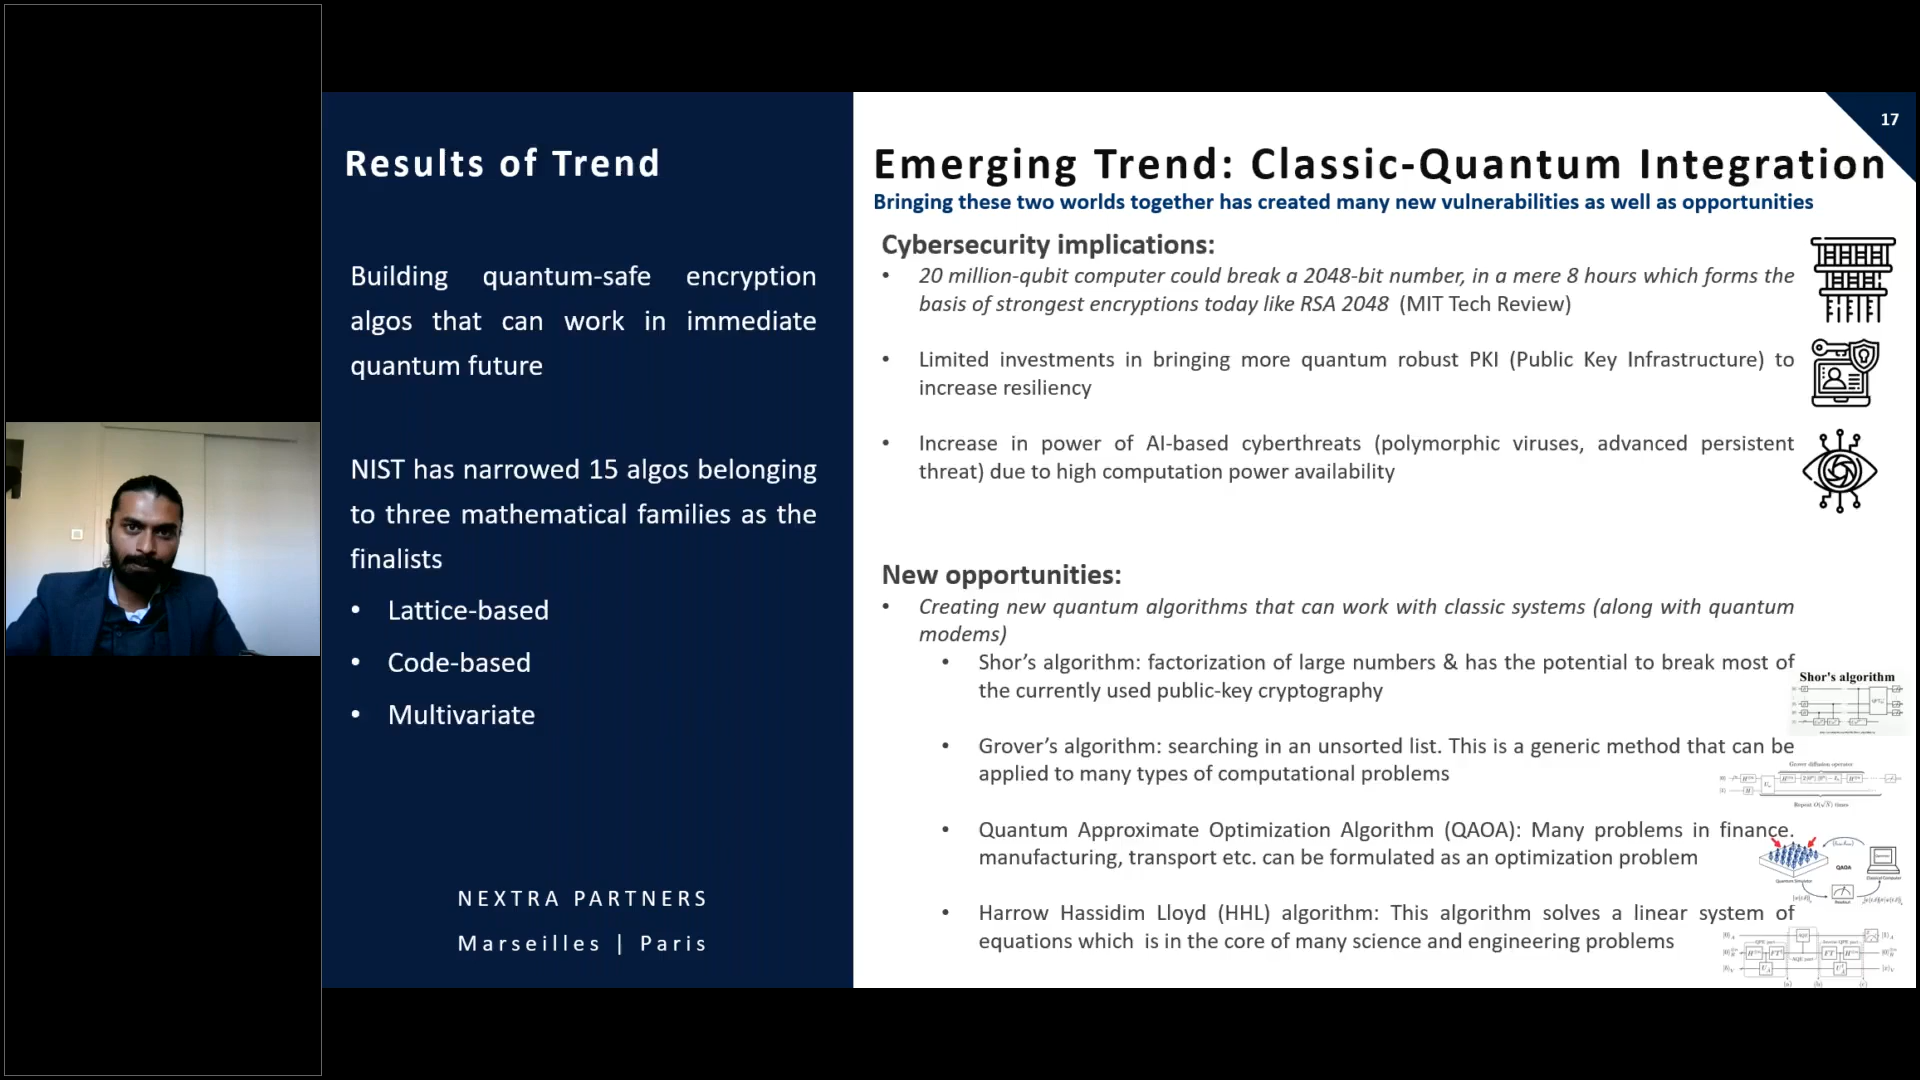 17
Results of Trend
Building quantum-safe encryption
algos that can work in immediate
quantum future
NIST has narrowed 15 algos belonging
to three mathematical families as the
finalists
• Lattice-based
• Code-based
• Multivariate
NEXTRA PARTNERS
Marseilles | Paris
Emerging Trend: Classic-Quantum Integration
Bringing these two worlds together has created many new vulnerabilities as well as opportunities
Cybersecurity implications:
• 20 million-qubit computer could break a 2048-bit number, in a mere 8 hours which forms the
basis of strongest encryptions today like RSA 2048 (MIT Tech Review)
• Limited investments in bringing more quantum robust PKI (Public Key Infrastructure) to
increase resiliency
• Increase in power of AI-based cyberthreats (polymorphic viruses, advanced persistent
threat) due to high computation power availability
New opportunities:
• Creating new quantum algorithms that can work with classic systems (along with quantum
modems)
• Shor’s algorithm: factorization of large numbers & has the potential to break most of
the currently used public-key cryptography
Shor's algorithm
• Grover’s algorithm: searching in an unsorted list. This is a generic method that can be
applied to many types of computational problems
Grover diffusion operator
Repeat O(√N) times
• Quantum Approximate Optimization Algorithm (QAOA): Many problems in finance.
manufacturing, transport etc. can be formulated as an optimization problem
QAOA
Quantum Simulator
Classical Computer
• Harrow Hassidim Lloyd (HHL) algorithm: This algorithm solves a linear system of
equations which is in the core of many science and engineering problems